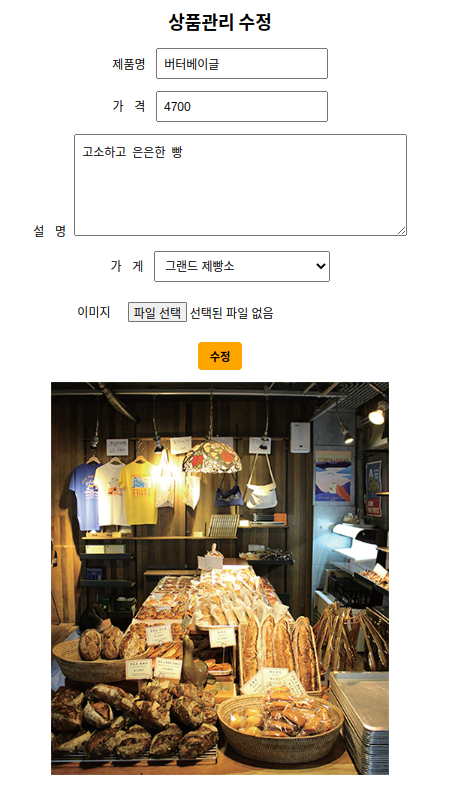 상품관리 수정
제품명 버터베이글
가 격 4700
고소하고 은은한 빵
설 명
가 게 그랜드 제빵소
이미지 파일 선택 선택된 파일 없음
수정